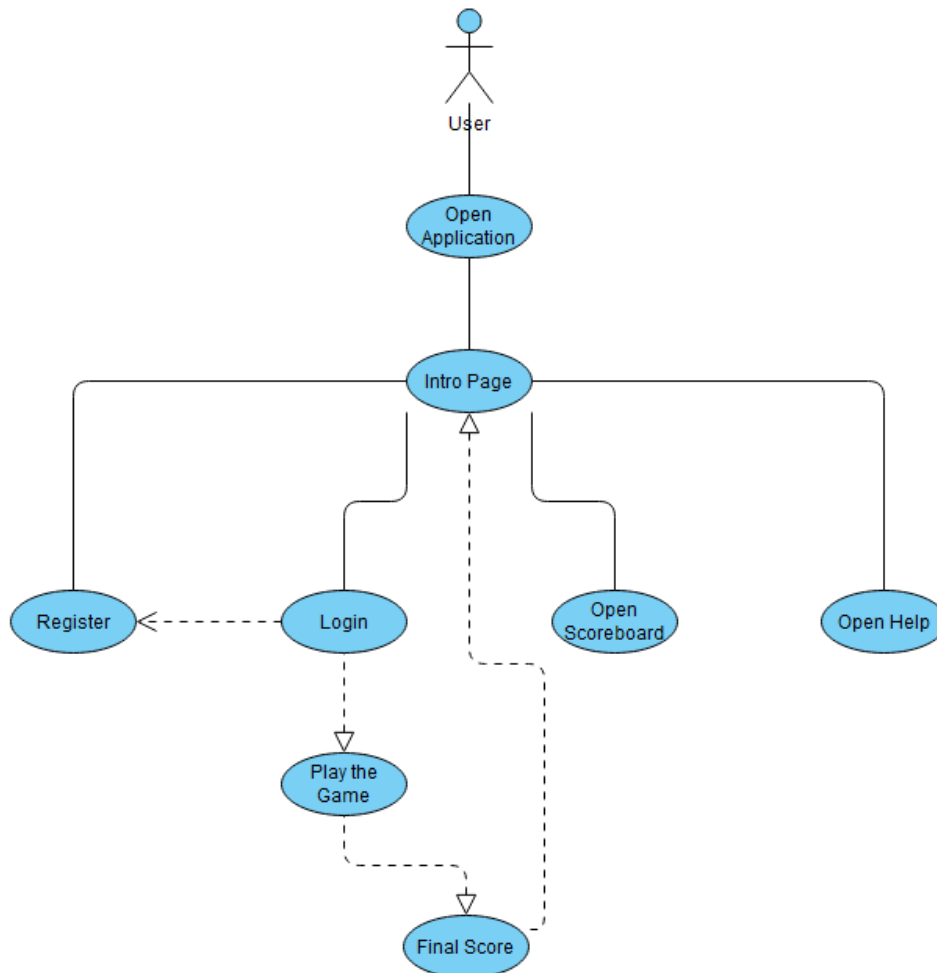 User
Open
Application
Intro Page
Register
Login
Open
Scoreboard
Open Help
Play the
Game
Final Score